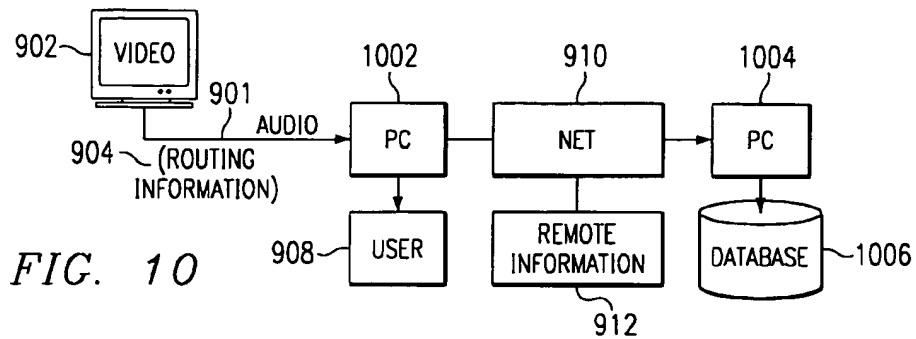 902
VIDEO
901
AUDIO
904
(ROUTING
INFORMATION)
1002
PC
910
NET
1004
PC
908
USER
REMOTE
INFORMATION
912
DATABASE
1006
FIG. 10